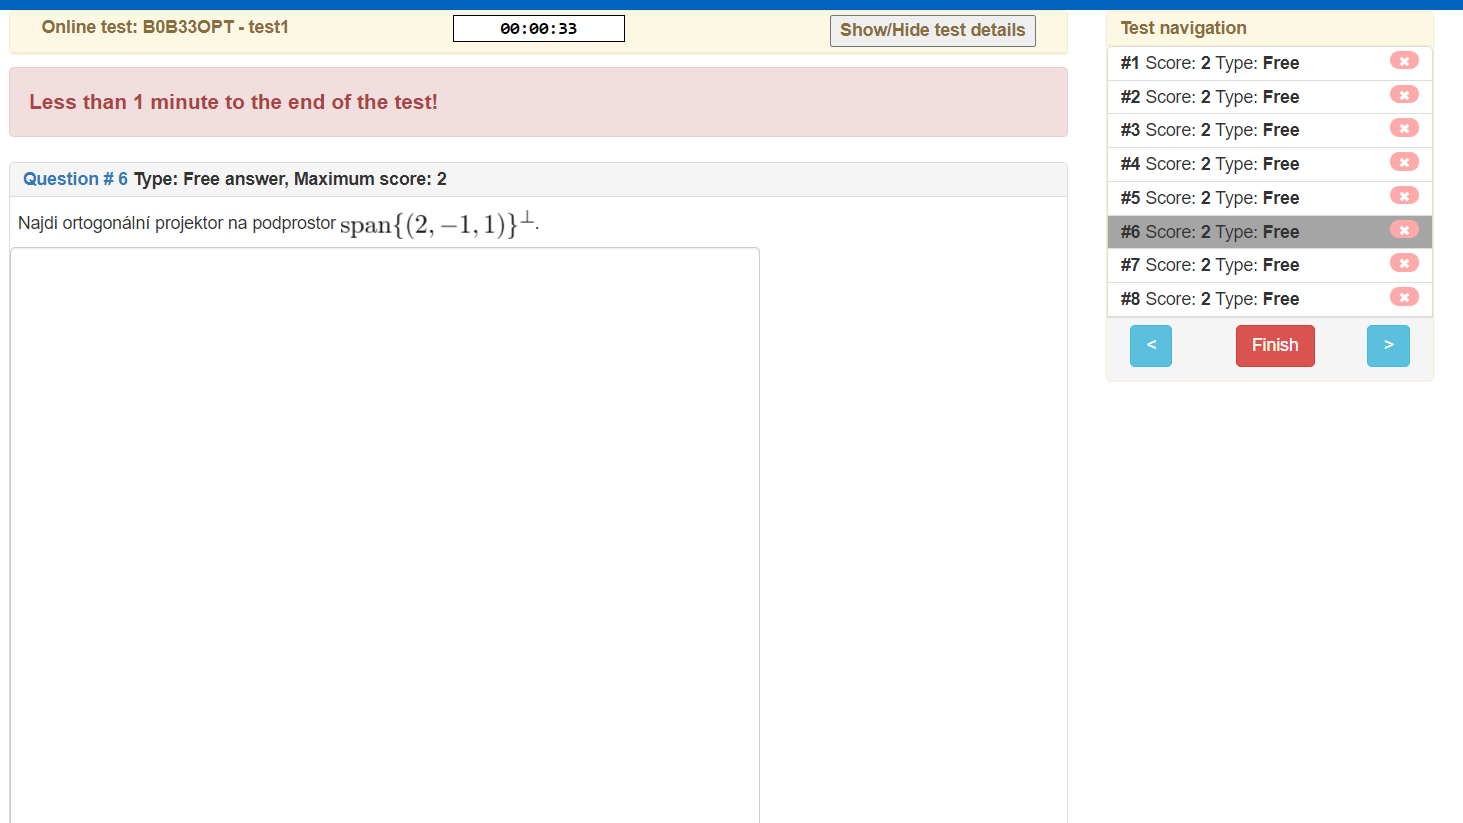 Online test: B0B33OPT - test1
00:00:33
Show/Hide test details
Less than 1 minute to the end of the test!
Question # 6 Type: Free answer, Maximum score: 2
Najdi ortogonální projektor na podprostor span{(2, −1, 1)}⊥.
Test navigation
#1 Score: 2 Type: Free
#2 Score: 2 Type: Free
#3 Score: 2 Type: Free
#4 Score: 2 Type: Free
#5 Score: 2 Type: Free
#6 Score: 2 Type: Free
#7 Score: 2 Type: Free
#8 Score: 2 Type: Free
< Finish >